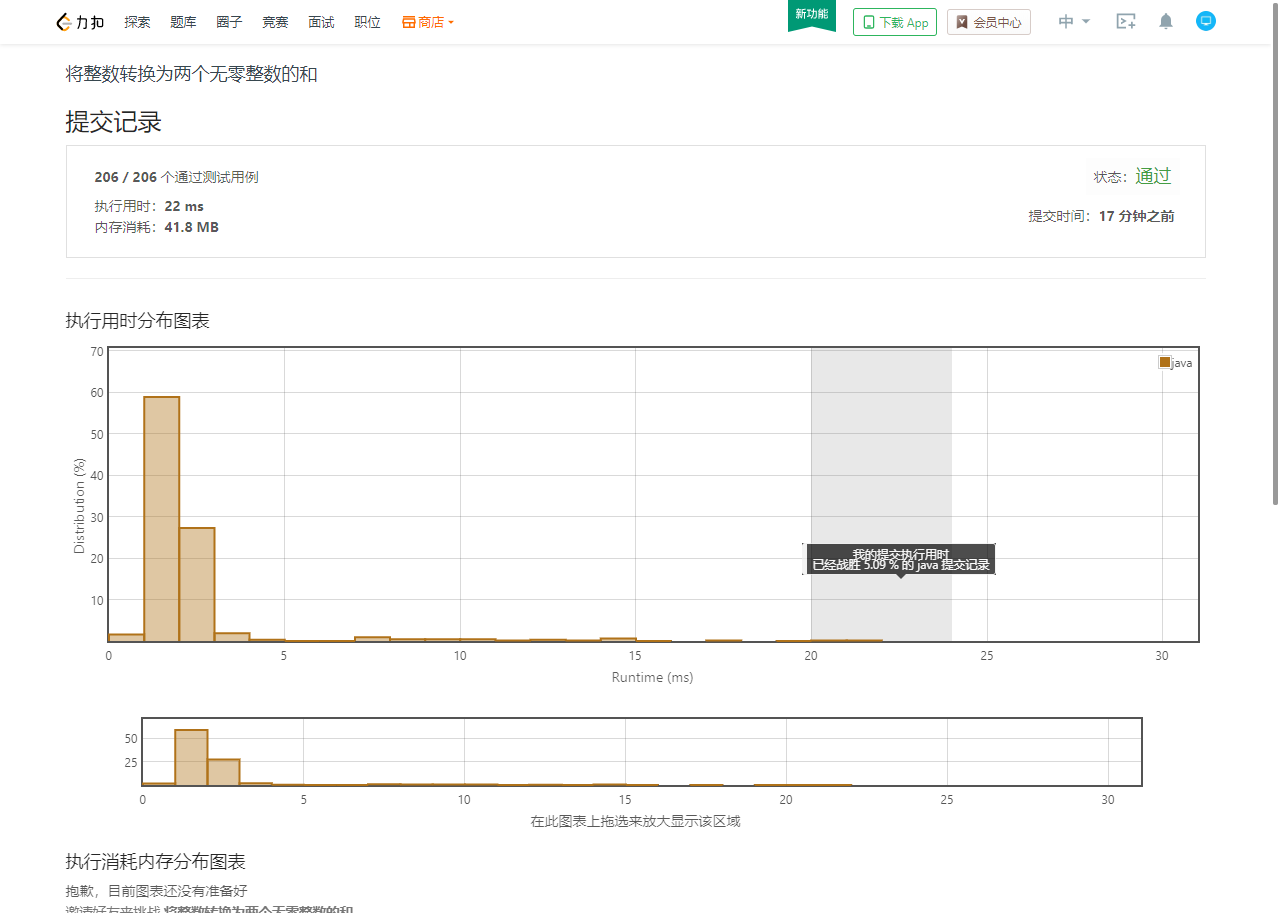 力扣 探索 题库 圈子 竞赛 面试 职位 商店 新功能 下载 App 会员中心 中
将整数转换为两个无零整数的和
提交记录
206 / 206 个通过测试用例 状态：通过
执行用时：22 ms
内存消耗：41.8 MB 提交时间：17 分钟之前
执行用时分布图表
java
70
60
50
40
30
20
10
Distribution (%)
我的提交执行用时
已经战胜 5.09 % 的 java 提交记录
0 5 10 15 20 25 30
Runtime (ms)
50
25
0 5 10 15 20 25 30
在此图表上拖选来放大显示该区域
执行消耗内存分布图表
抱歉，目前图表还没有准备好
邀请好友来挑战 将整数转换为两个无零整数的和